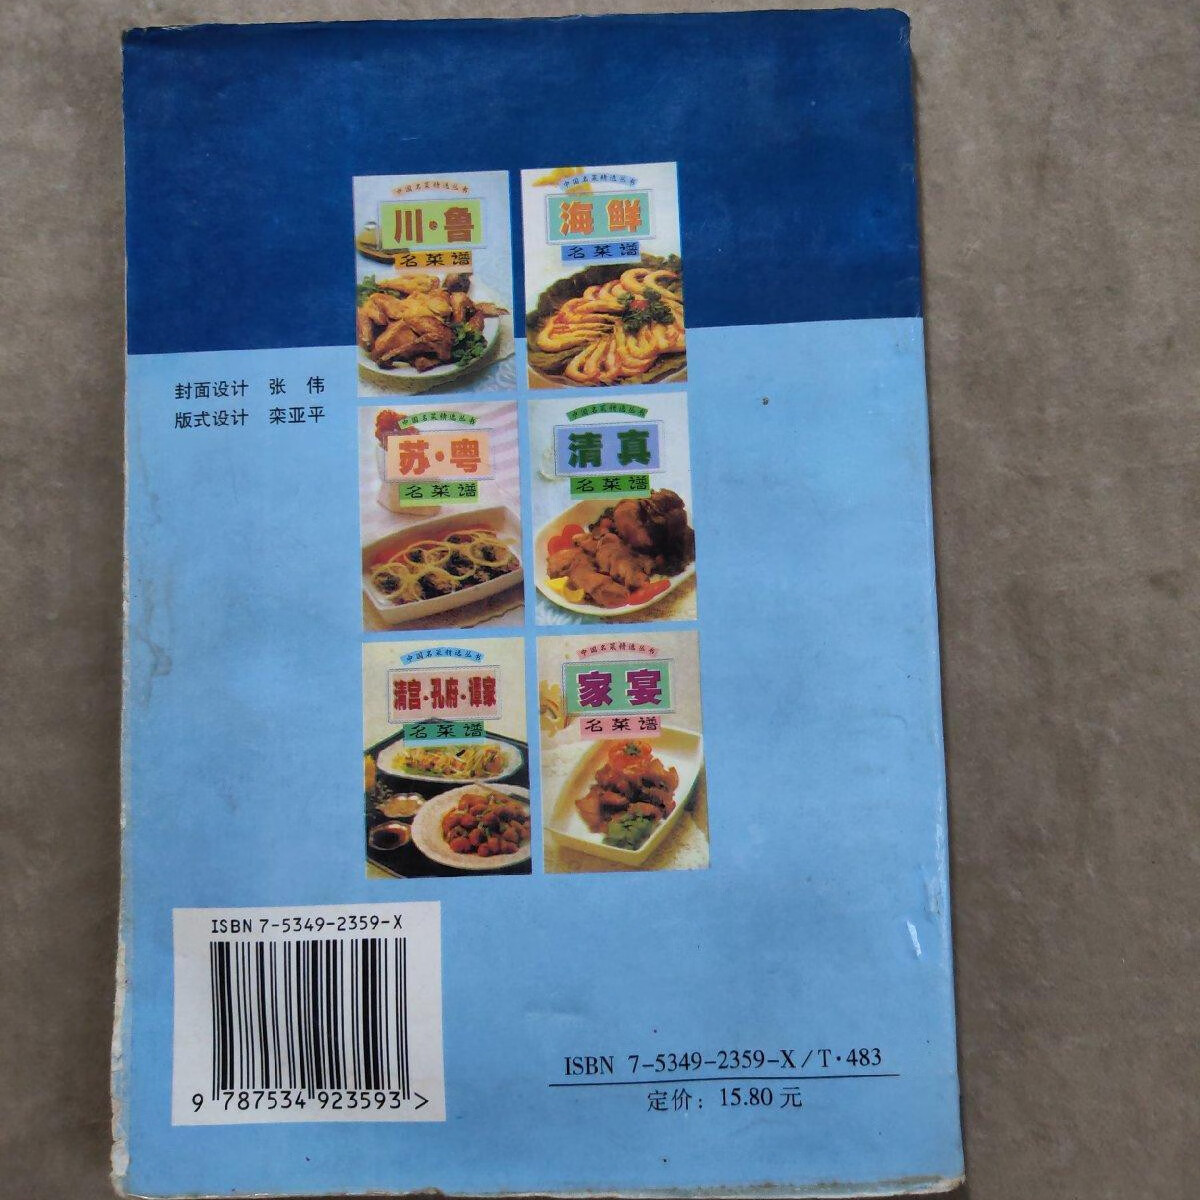 中国名菜精选丛书
川·鲁
名菜谱
中国名菜精选丛书
海鲜
名菜谱
封面设计 张 伟
版式设计 栾亚平
中国名菜精选丛书
苏·粤
名菜谱
中国名菜精选丛书
清真
名菜谱
中国名菜精选丛书
清宫·孔府·谭家
名菜谱
中国名菜精选丛书
家宴
名菜谱
ISBN 7-5349-2359-X
9 787534 923593 >
ISBN 7-5349-2359-X/T·483
定价：15.80 元